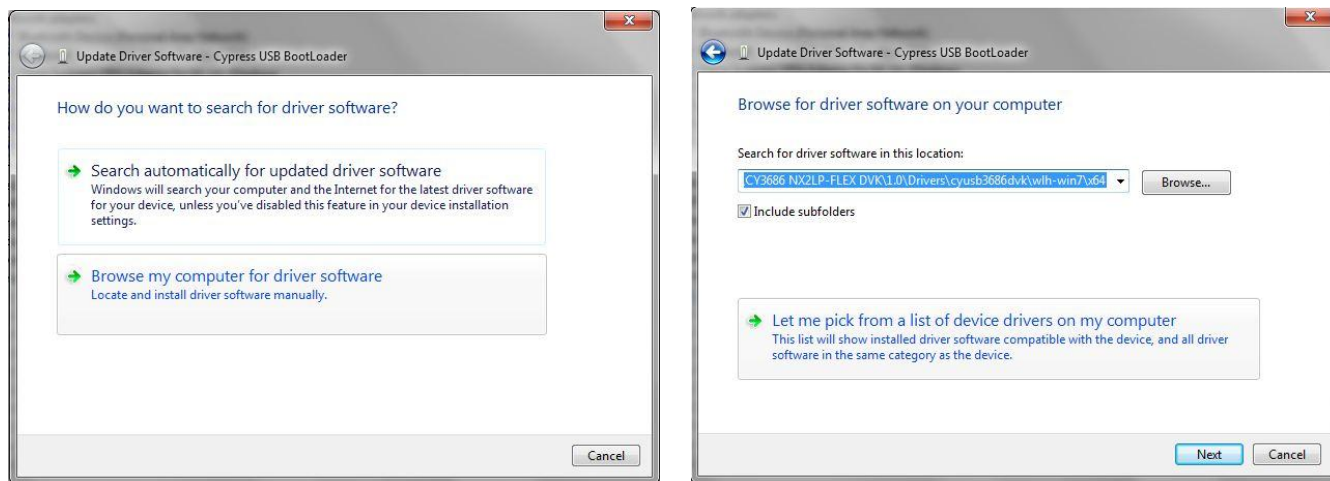 Update Driver Software - Cypress USB BootLoader
How do you want to search for driver software?
Search automatically for updated driver software
Windows will search your computer and the Internet for the latest driver software
for your device, unless you've disabled this feature in your device installation
settings.
Browse my computer for driver software
Locate and install driver software manually.
Cancel
Update Driver Software - Cypress USB BootLoader
Browse for driver software on your computer
Search for driver software in this location:
CY3686 NX2LP-FLEX DVK\1.0\Drivers\cyusb3686dvk\wlh-win7\x64
Browse...
Include subfolders
Let me pick from a list of device drivers on my computer
This list will show installed driver software compatible with the device, and all driver
software in the same category as the device.
Next
Cancel